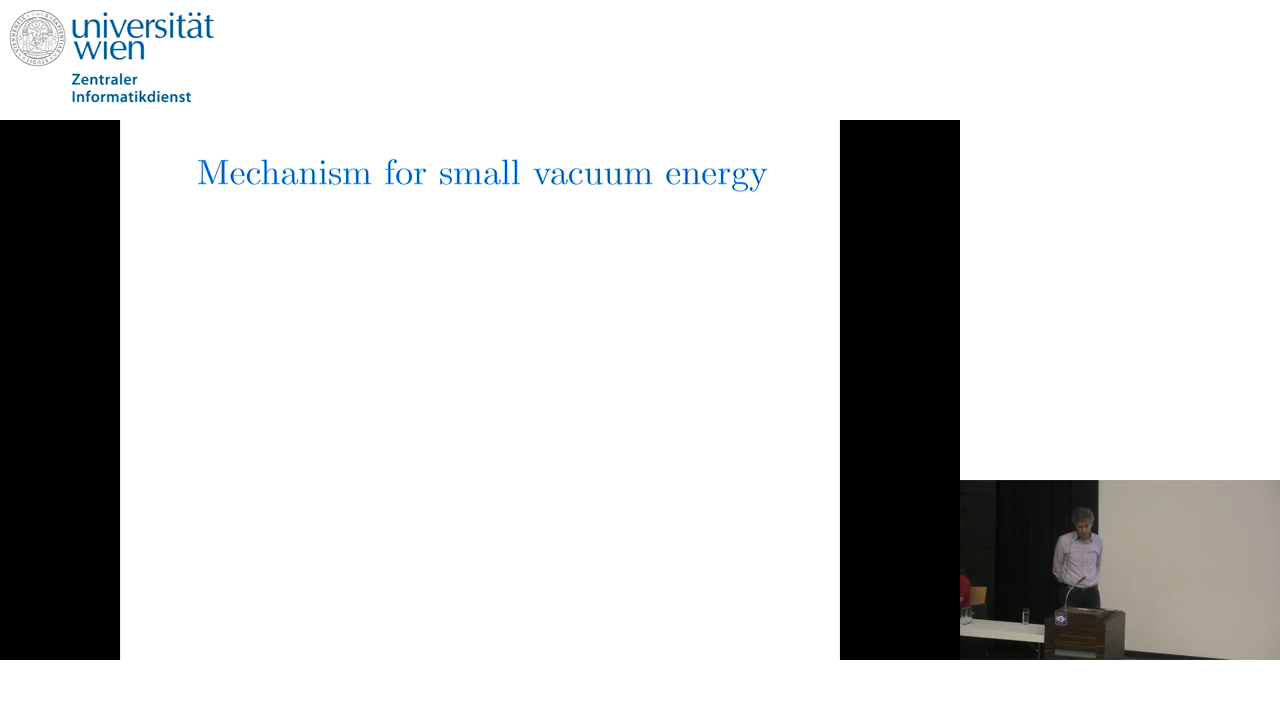 universität
wien
Zentraler
Informatikdienst
Mechanism for small vacuum energy